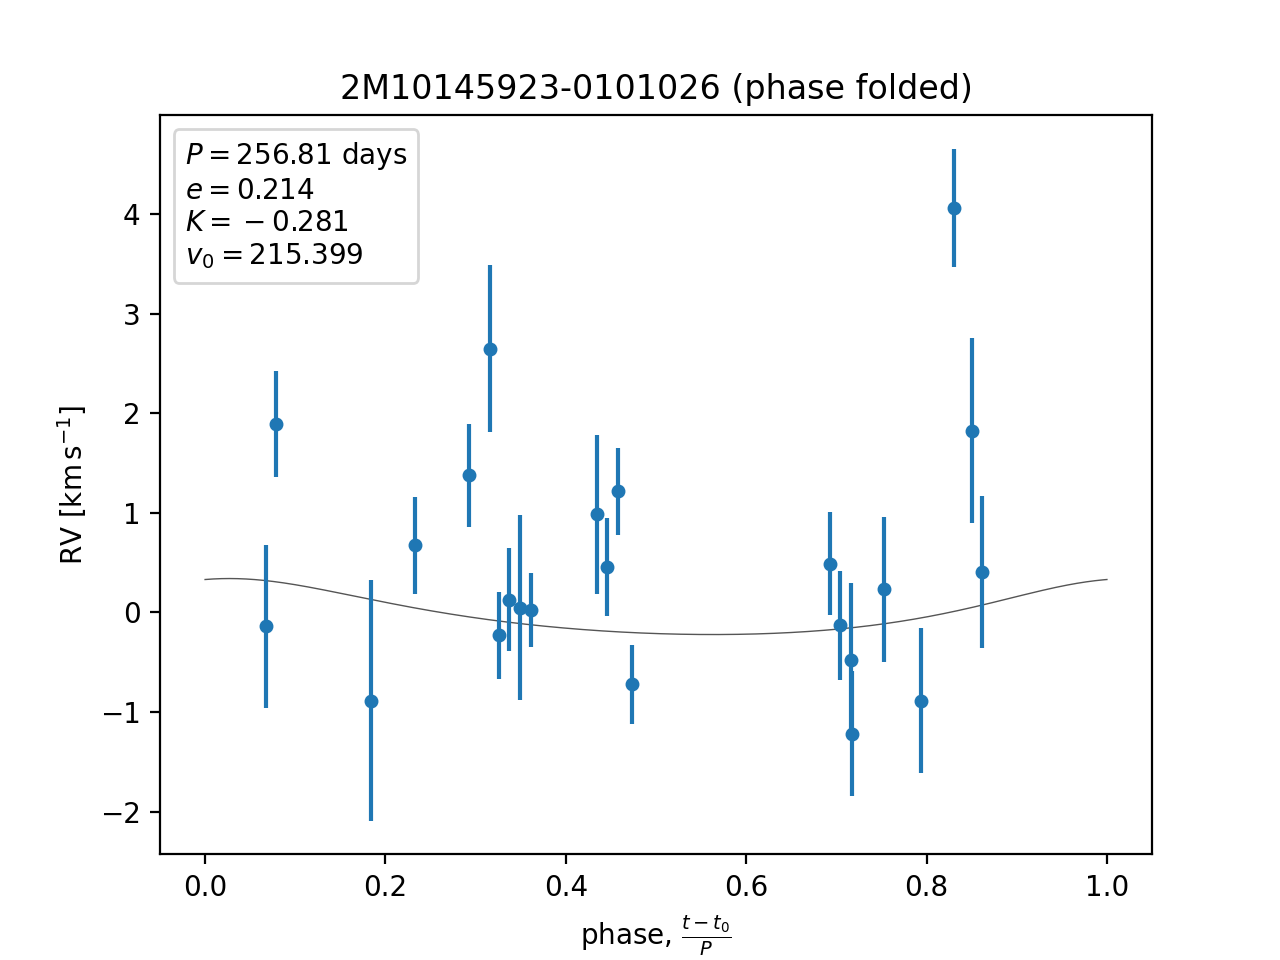 2M10145923-0101026 (phase folded)
P = 256.81 days
e = 0.214
K = −0.281
v₀ = 215.399
4
3
2
1
0
−1
−2
RV [km s⁻¹]
0.0 0.2 0.4 0.6 0.8 1.0
phase, (t − t₀)/P